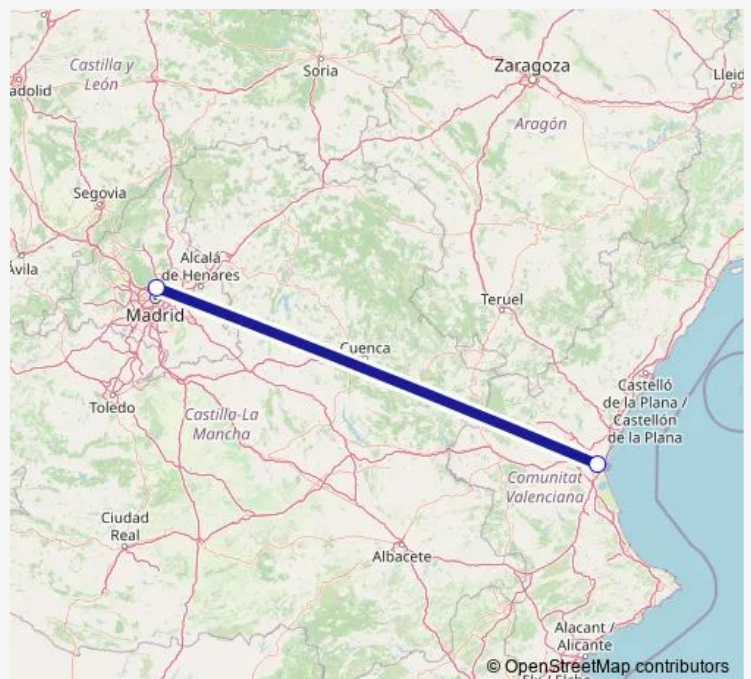 Castilla y
León
Soria
Zaragoza
Lleid
adolid
Aragón
Segovia
Ávila
Alcalá
de Henares
Madrid
Teruel
Cuenca
Toledo
Castilla-La
Mancha
Castelló
de la Plana /
Castellón
de la Plana
Comunitat
Valenciana
Ciudad
Real
Albacete
Alacant /
Alicante
© OpenStreetMap contributors